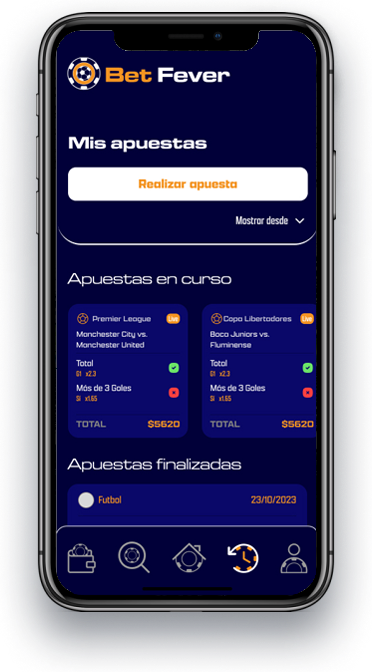 Bet Fever
Mis apuestas
Realizar apuesta
Mostrar desde
Apuestas en curso
Premier League Live
Manchester City vs.
Manchester United
Total
G1 x2.3
Más de 3 Goles
Sí x1.65
TOTAL $5620
Copa Libertadores Live
Boca Juniors vs.
Fluminense
Total
G1 x2.3
Más de 3 Goles
Sí x1.65
TOTAL $5620
Apuestas finalizadas
Futbol 23/10/2023